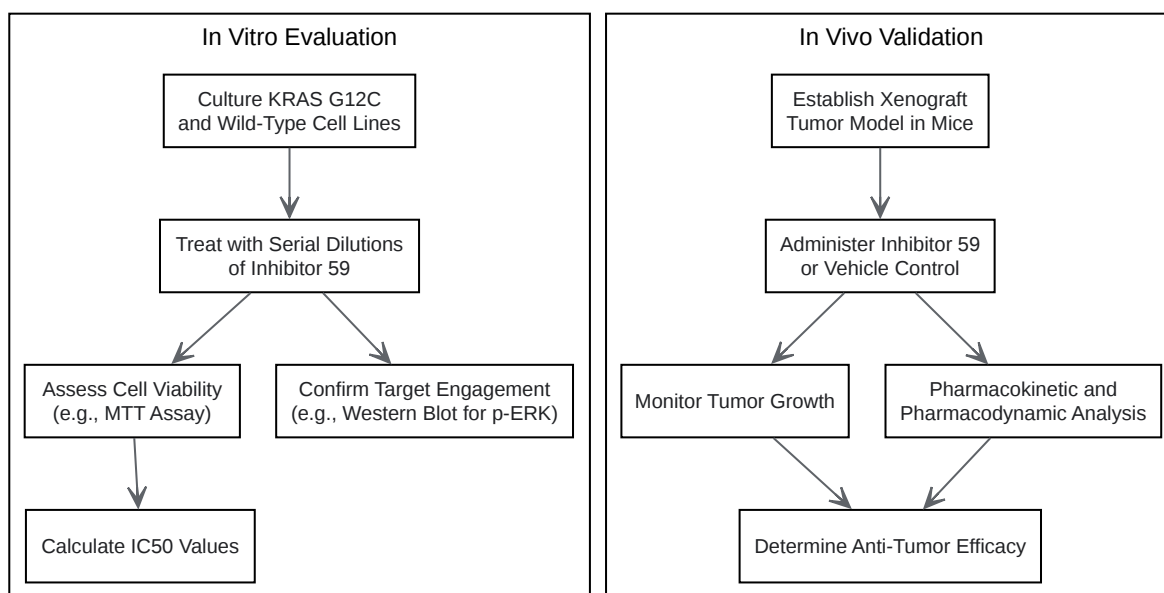 In Vitro Evaluation
Culture KRAS G12C
and Wild-Type Cell Lines
Treat with Serial Dilutions
of Inhibitor 59
Assess Cell Viability
(e.g., MTT Assay)
Confirm Target Engagement
(e.g., Western Blot for p-ERK)
Calculate IC50 Values
In Vivo Validation
Establish Xenograft
Tumor Model in Mice
Administer Inhibitor 59
or Vehicle Control
Monitor Tumor Growth
Pharmacokinetic and
Pharmacodynamic Analysis
Determine Anti-Tumor Efficacy